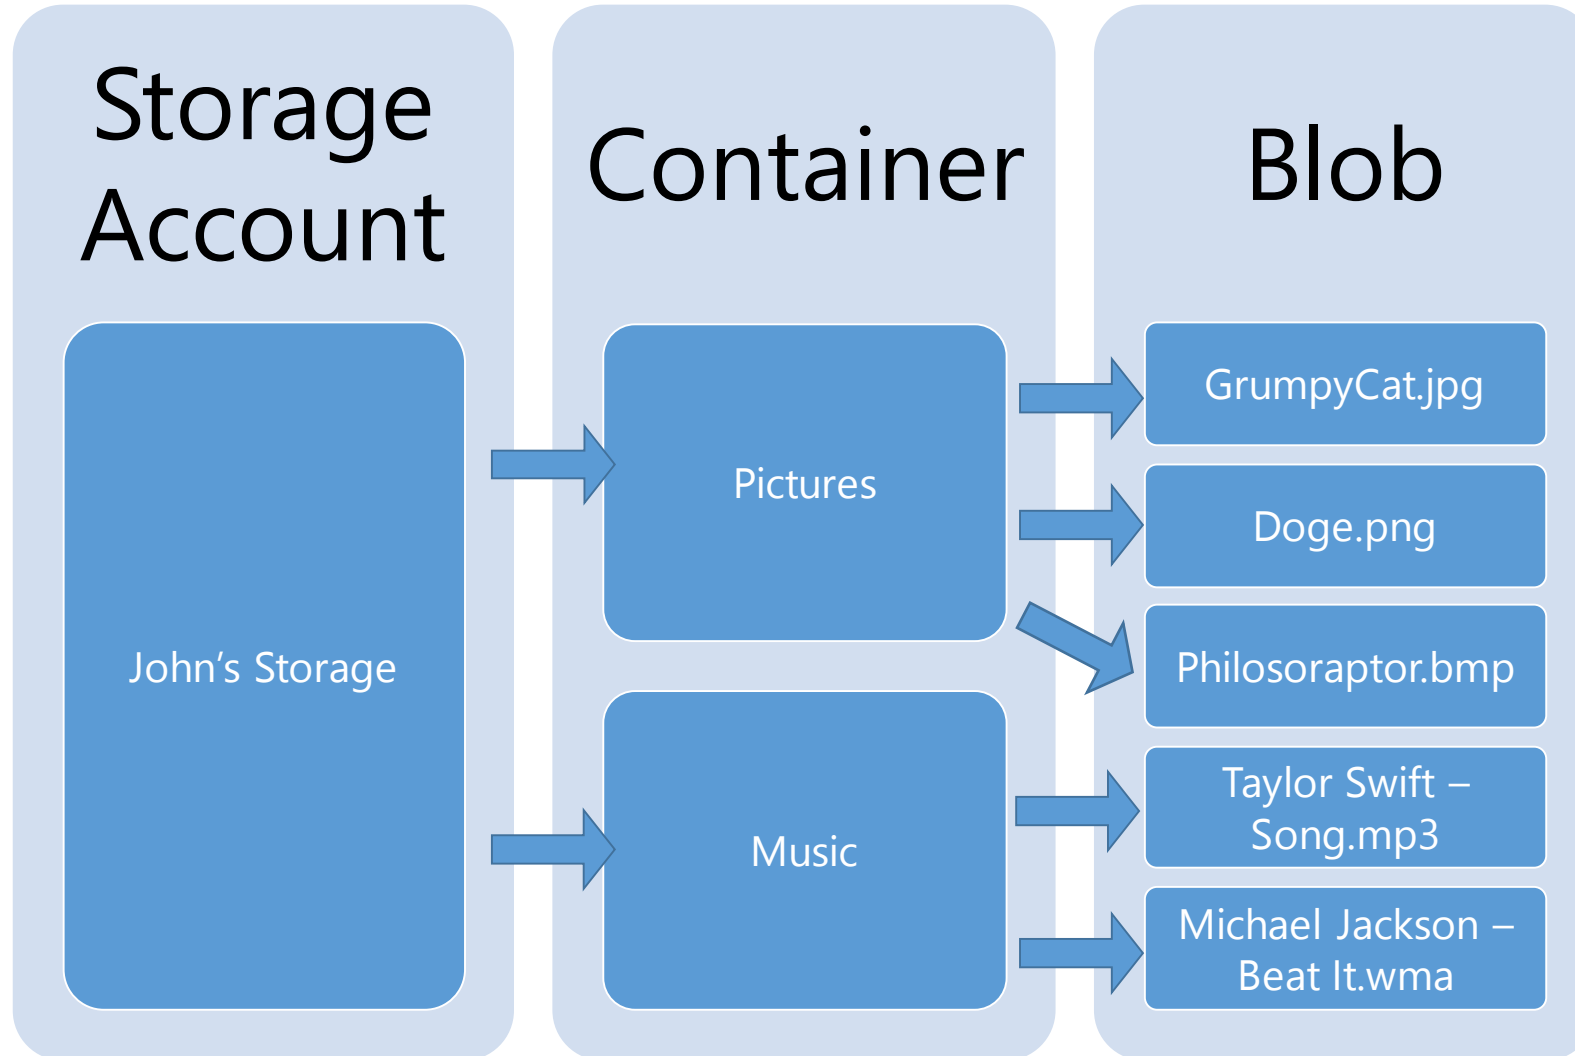 Storage
Account
Container
Blob
John’s Storage
Pictures
Music
GrumpyCat.jpg
Doge.png
Philosoraptor.bmp
Taylor Swift –
Song.mp3
Michael Jackson –
Beat It.wma